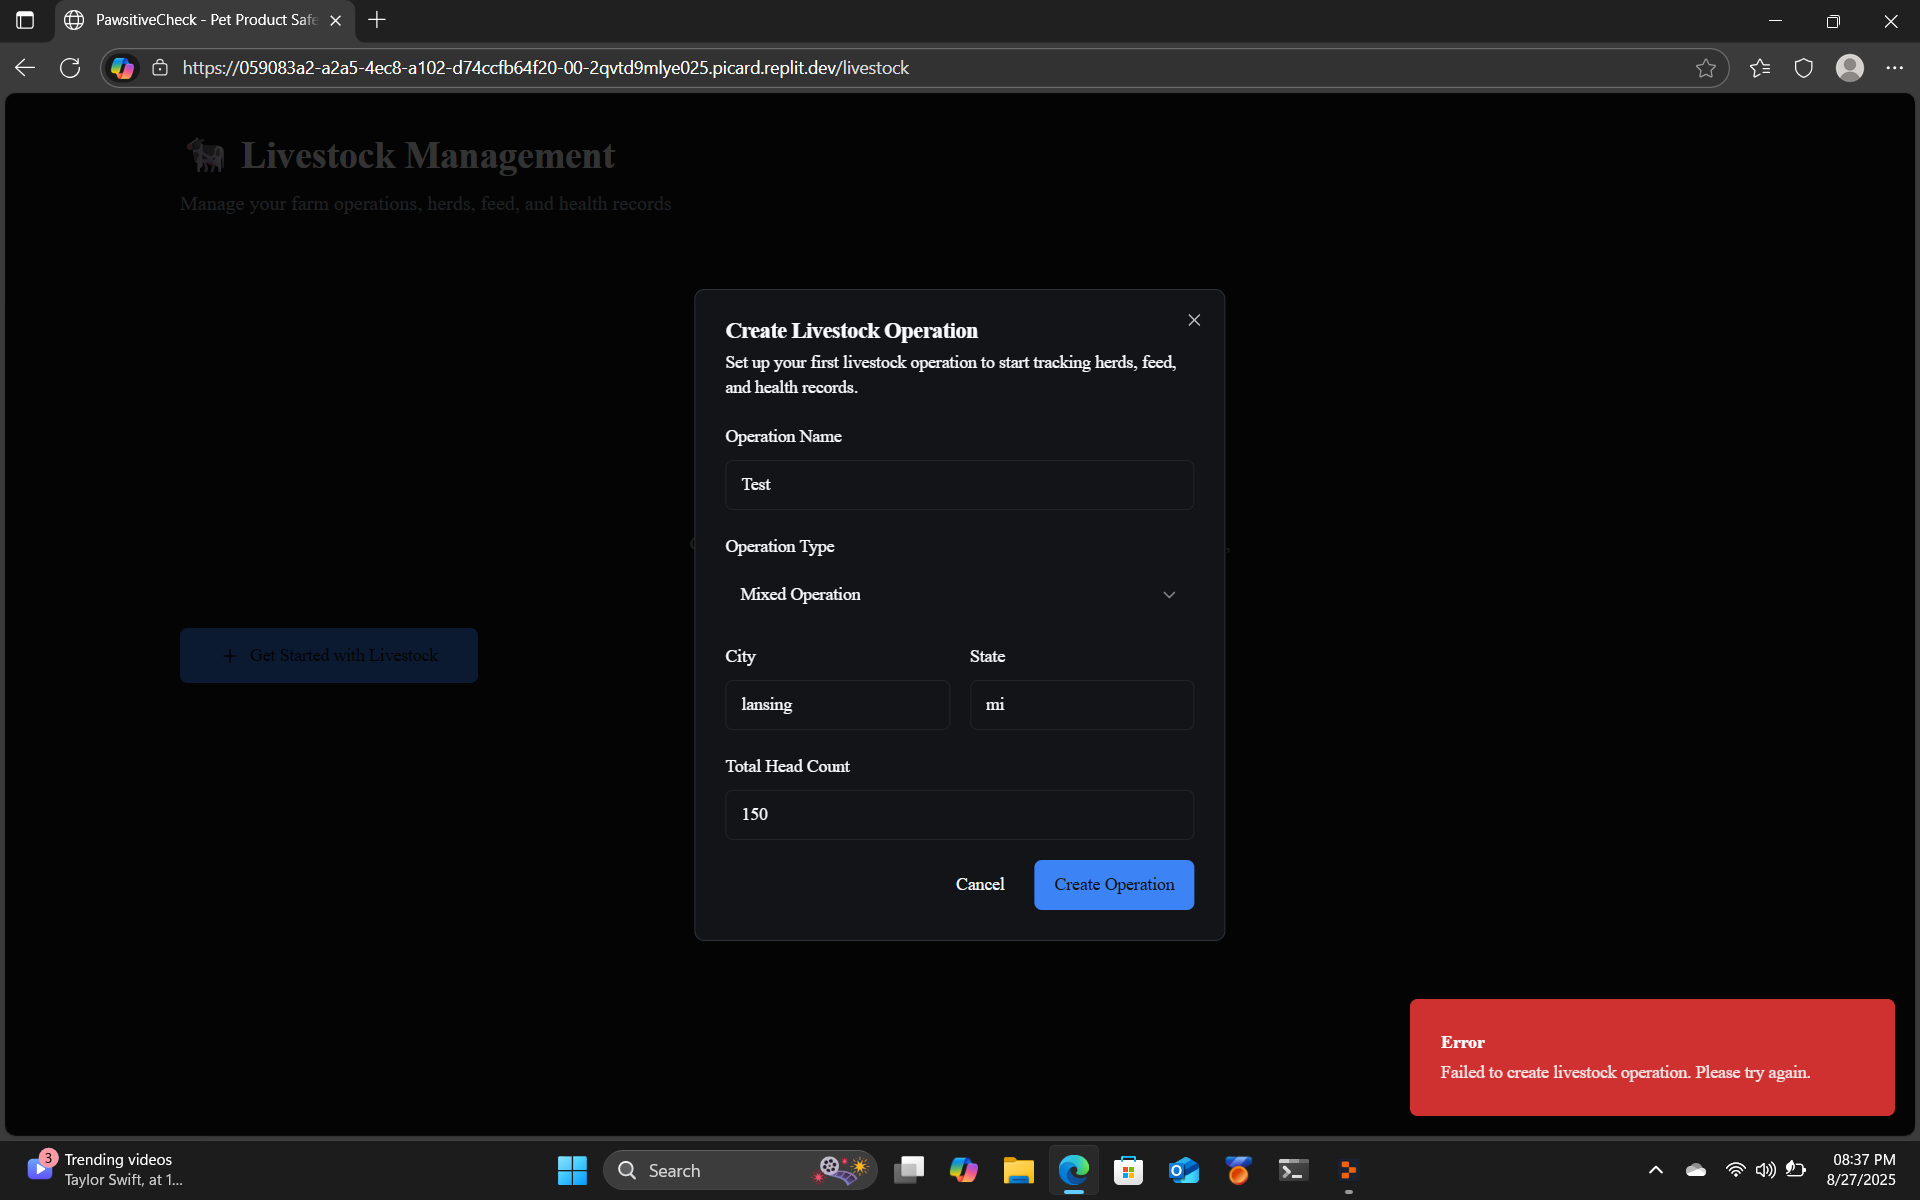 PawsitiveCheck - Pet Product Safe
https://059083a2-a2a5-4ec8-a102-d74ccfb64f20-00-2qvtd9mlye025.picard.replit.dev/livestock
Livestock Management
Manage your farm operations, herds, feed, and health records
Create Livestock Operation
Set up your first livestock operation to start tracking herds, feed,
and health records.
Operation Name
Test
Operation Type
Mixed Operation
+ Get Started with Livestock
City State
lansing mi
Total Head Count
150
Cancel Create Operation
Error
Failed to create livestock operation. Please try again.
3
Trending videos
Taylor Swift, at 1...
Search
08:37 PM
8/27/2025